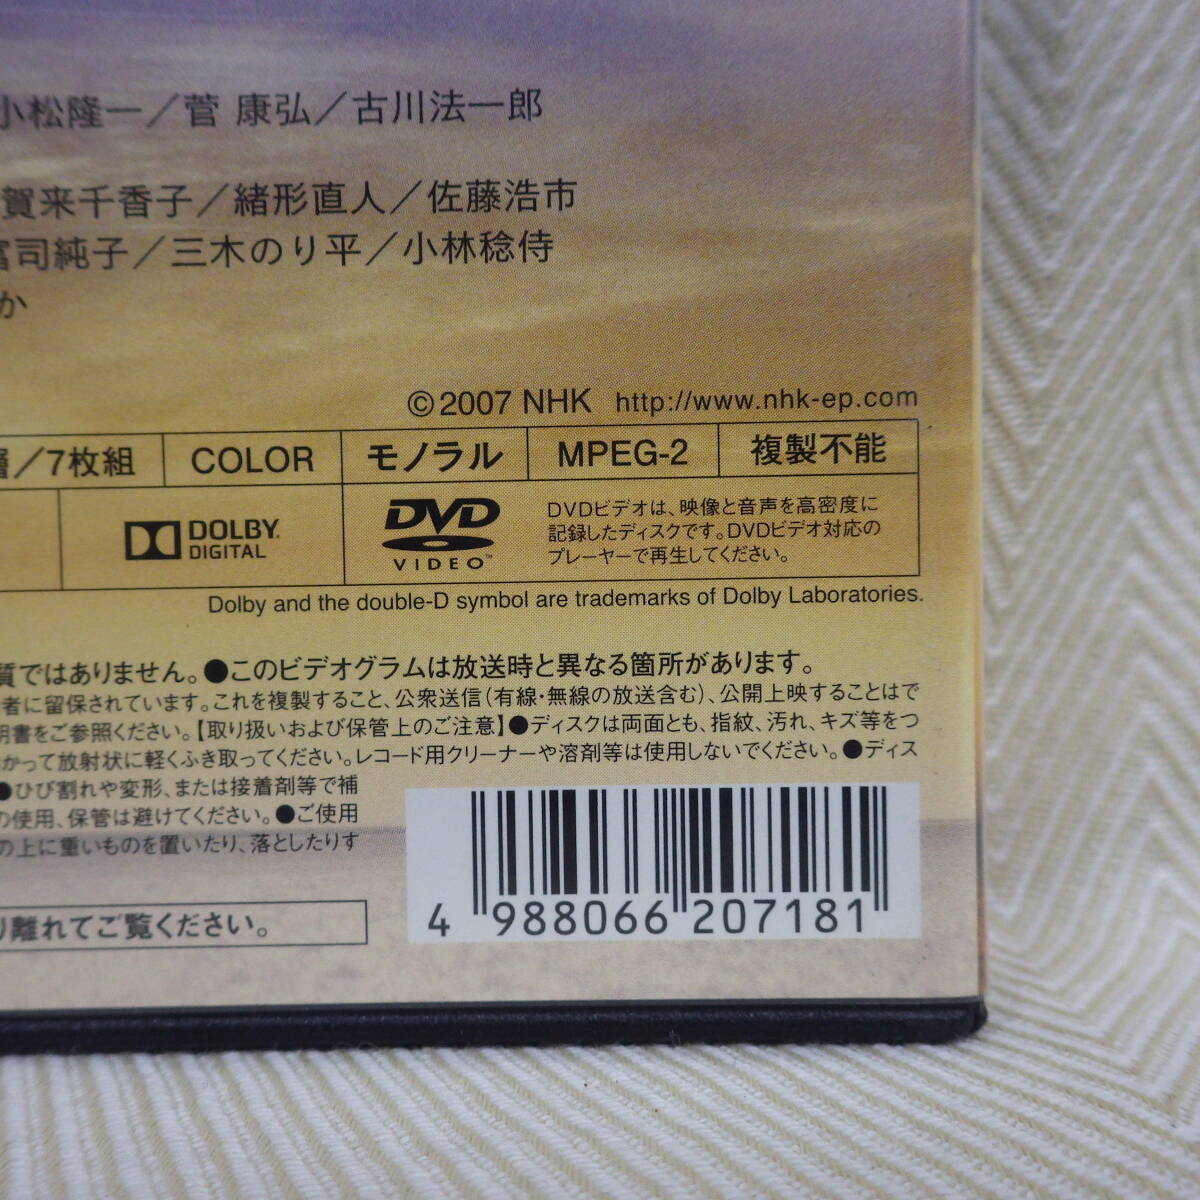 小松隆一／菅 康弘／古川法一郎
賀来千香子／緒形直人／佐藤浩市
富司純子／三木のり平／小林稔侍
か
©2007 NHK http://www.nhk-ep.com
層／7枚組 COLOR モノラル MPEG-2 複製不能
DOLBY DIGITAL
DVD VIDEO™
DVDビデオは、映像と音声を高密度に
記録したディスクです。DVDビデオ対応の
プレーヤーで再生してください。
Dolby and the double-D symbol are trademarks of Dolby Laboratories.
質ではありません。●このビデオグラムは放送時と異なる箇所があります。
者に留保されています。これを複製すること、公衆送信(有線・無線の放送含む)、公開上映することはで
明書をご参照ください。【取り扱いおよび保管上のご注意】●ディスクは両面とも、指紋、汚れ、キズ等をつ
かって放射状に軽くふき取ってください。レコード用クリーナーや溶剤等は使用しないでください。●ディス
●ひび割れや変形、または接着剤等で補
の使用、保管は避けてください。●ご使用
の上に重いものを置いたり、落としたりす
り離れてご覧ください。
4 988066 207181